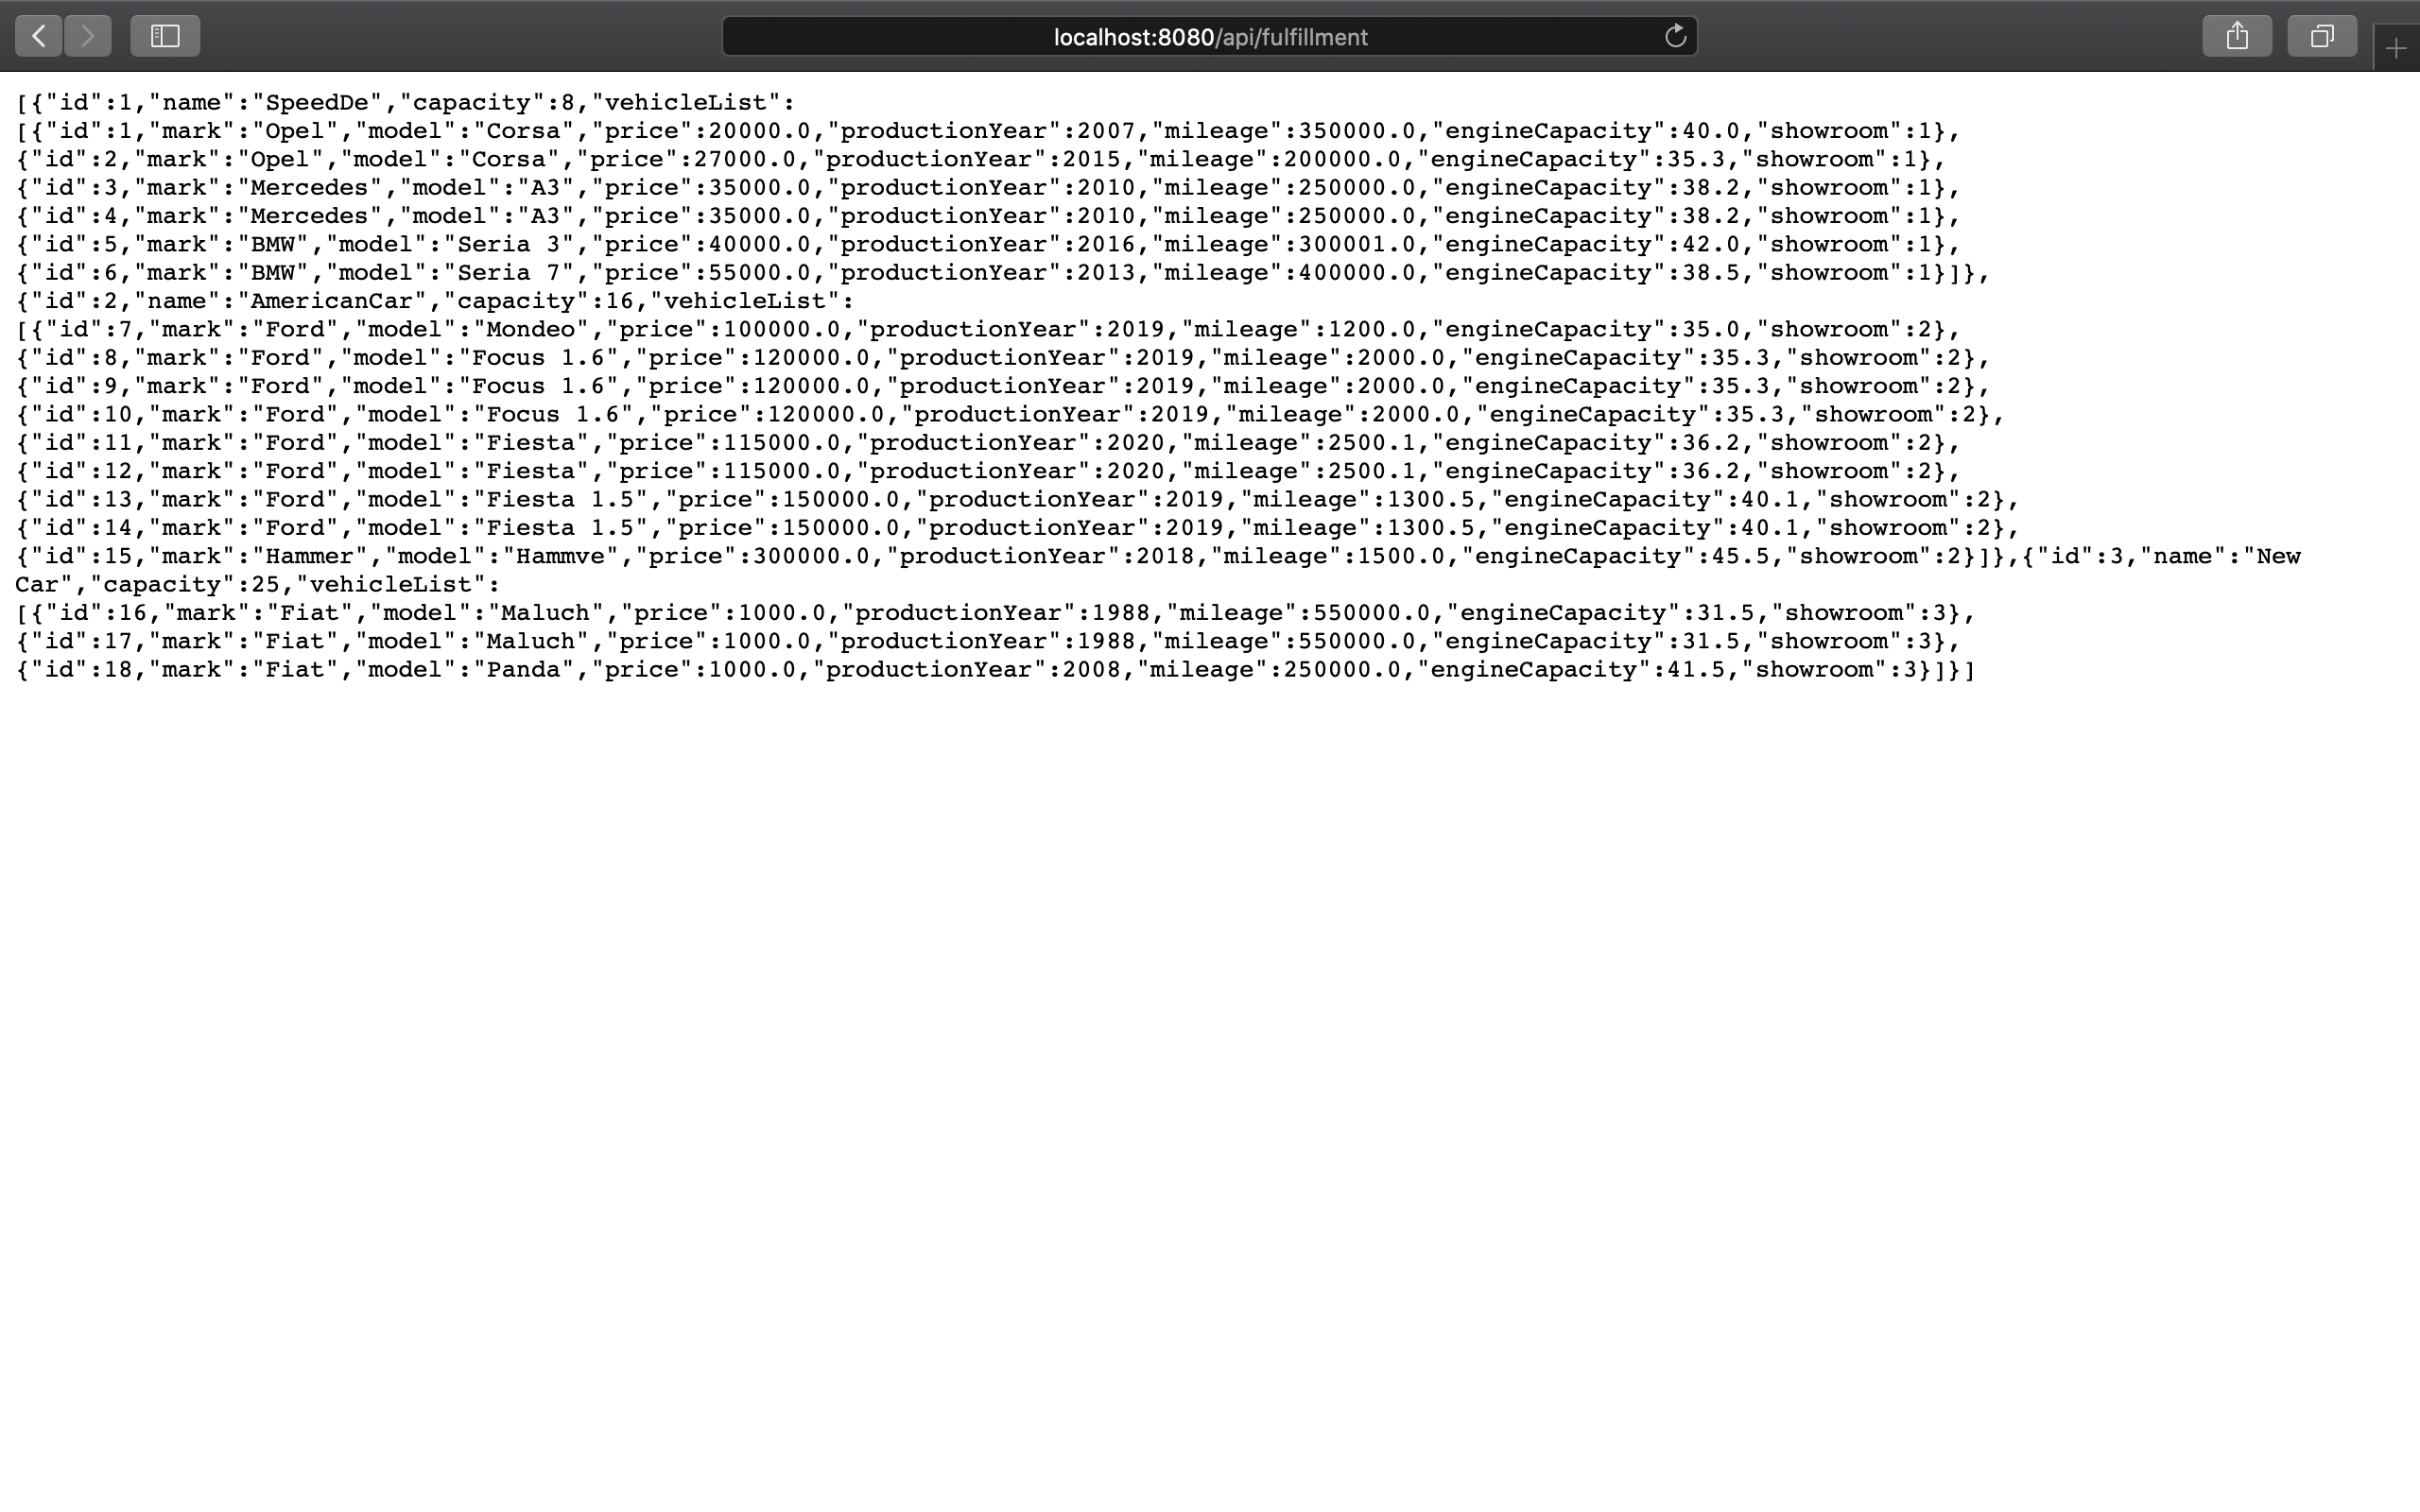 localhost:8080/api/fulfillment
[{"id":1,"name":"SpeedDe","capacity":8,"vehicleList":
[{"id":1,"mark":"Opel","model":"Corsa","price":20000.0,"productionYear":2007,"mileage":350000.0,"engineCapacity":40.0,"showroom":1},
{"id":2,"mark":"Opel","model":"Corsa","price":27000.0,"productionYear":2015,"mileage":200000.0,"engineCapacity":35.3,"showroom":1},
{"id":3,"mark":"Mercedes","model":"A3","price":35000.0,"productionYear":2010,"mileage":250000.0,"engineCapacity":38.2,"showroom":1},
{"id":4,"mark":"Mercedes","model":"A3","price":35000.0,"productionYear":2010,"mileage":250000.0,"engineCapacity":38.2,"showroom":1},
{"id":5,"mark":"BMW","model":"Seria 3","price":40000.0,"productionYear":2016,"mileage":300001.0,"engineCapacity":42.0,"showroom":1},
{"id":6,"mark":"BMW","model":"Seria 7","price":55000.0,"productionYear":2013,"mileage":400000.0,"engineCapacity":38.5,"showroom":1}]},
{"id":2,"name":"AmericanCar","capacity":16,"vehicleList":
[{"id":7,"mark":"Ford","model":"Mondeo","price":100000.0,"productionYear":2019,"mileage":1200.0,"engineCapacity":35.0,"showroom":2},
{"id":8,"mark":"Ford","model":"Focus 1.6","price":120000.0,"productionYear":2019,"mileage":2000.0,"engineCapacity":35.3,"showroom":2},
{"id":9,"mark":"Ford","model":"Focus 1.6","price":120000.0,"productionYear":2019,"mileage":2000.0,"engineCapacity":35.3,"showroom":2},
{"id":10,"mark":"Ford","model":"Focus 1.6","price":120000.0,"productionYear":2019,"mileage":2000.0,"engineCapacity":35.3,"showroom":2},
{"id":11,"mark":"Ford","model":"Fiesta","price":115000.0,"productionYear":2020,"mileage":2500.1,"engineCapacity":36.2,"showroom":2},
{"id":12,"mark":"Ford","model":"Fiesta","price":115000.0,"productionYear":2020,"mileage":2500.1,"engineCapacity":36.2,"showroom":2},
{"id":13,"mark":"Ford","model":"Fiesta 1.5","price":150000.0,"productionYear":2019,"mileage":1300.5,"engineCapacity":40.1,"showroom":2},
{"id":14,"mark":"Ford","model":"Fiesta 1.5","price":150000.0,"productionYear":2019,"mileage":1300.5,"engineCapacity":40.1,"showroom":2},
{"id":15,"mark":"Hammer","model":"Hammve","price":300000.0,"productionYear":2018,"mileage":1500.0,"engineCapacity":45.5,"showroom":2}]},{"id":3,"name":"New
Car","capacity":25,"vehicleList":
[{"id":16,"mark":"Fiat","model":"Maluch","price":1000.0,"productionYear":1988,"mileage":550000.0,"engineCapacity":31.5,"showroom":3},
{"id":17,"mark":"Fiat","model":"Maluch","price":1000.0,"productionYear":1988,"mileage":550000.0,"engineCapacity":31.5,"showroom":3},
{"id":18,"mark":"Fiat","model":"Panda","price":1000.0,"productionYear":2008,"mileage":250000.0,"engineCapacity":41.5,"showroom":3}]}]